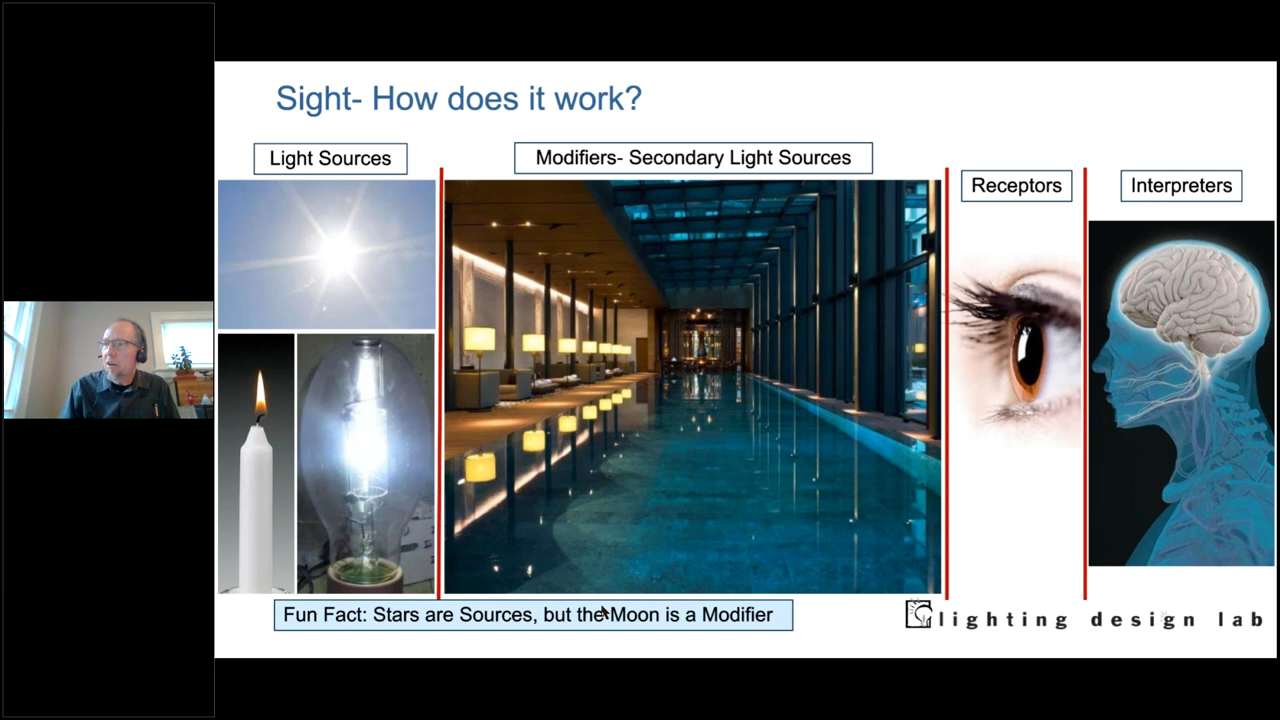 Sight- How does it work?
Light Sources
Modifiers- Secondary Light Sources
Receptors
Interpreters
Fun Fact: Stars are Sources, but the Moon is a Modifier
lighting design lab